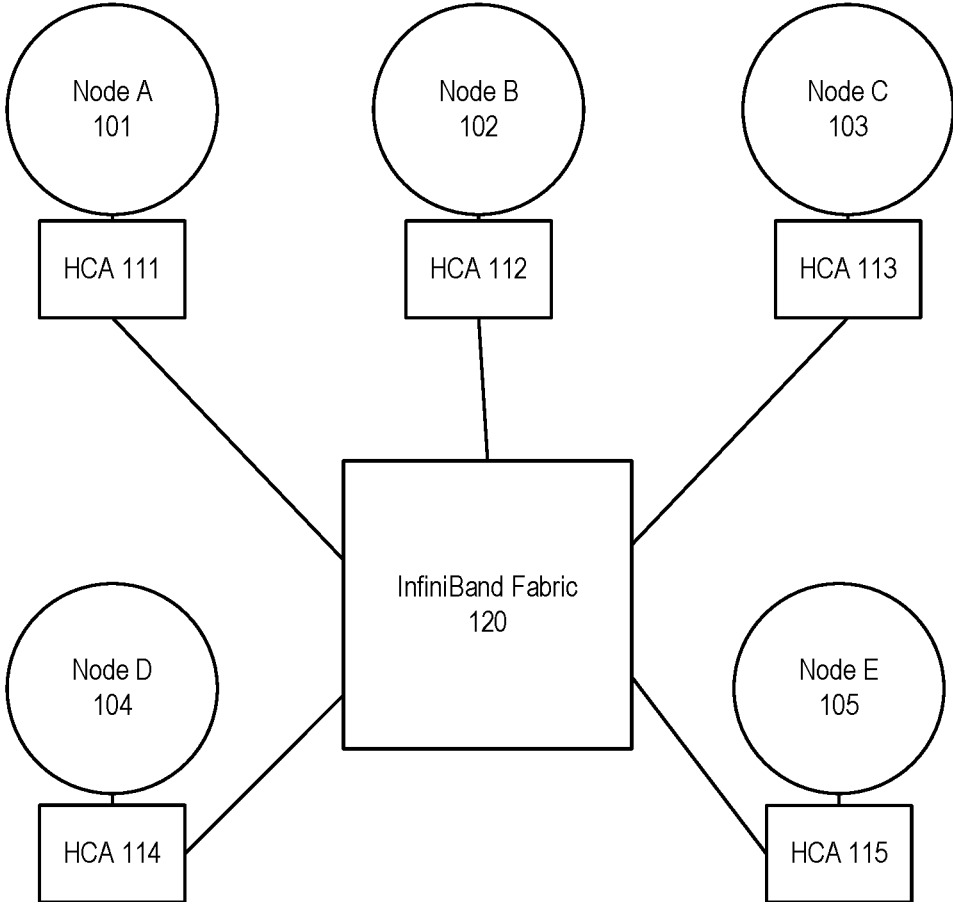 Node A
101
Node B
102
Node C
103
HCA 111
HCA 112
HCA 113
InfiniBand Fabric
120
Node D
104
Node E
105
HCA 114
HCA 115